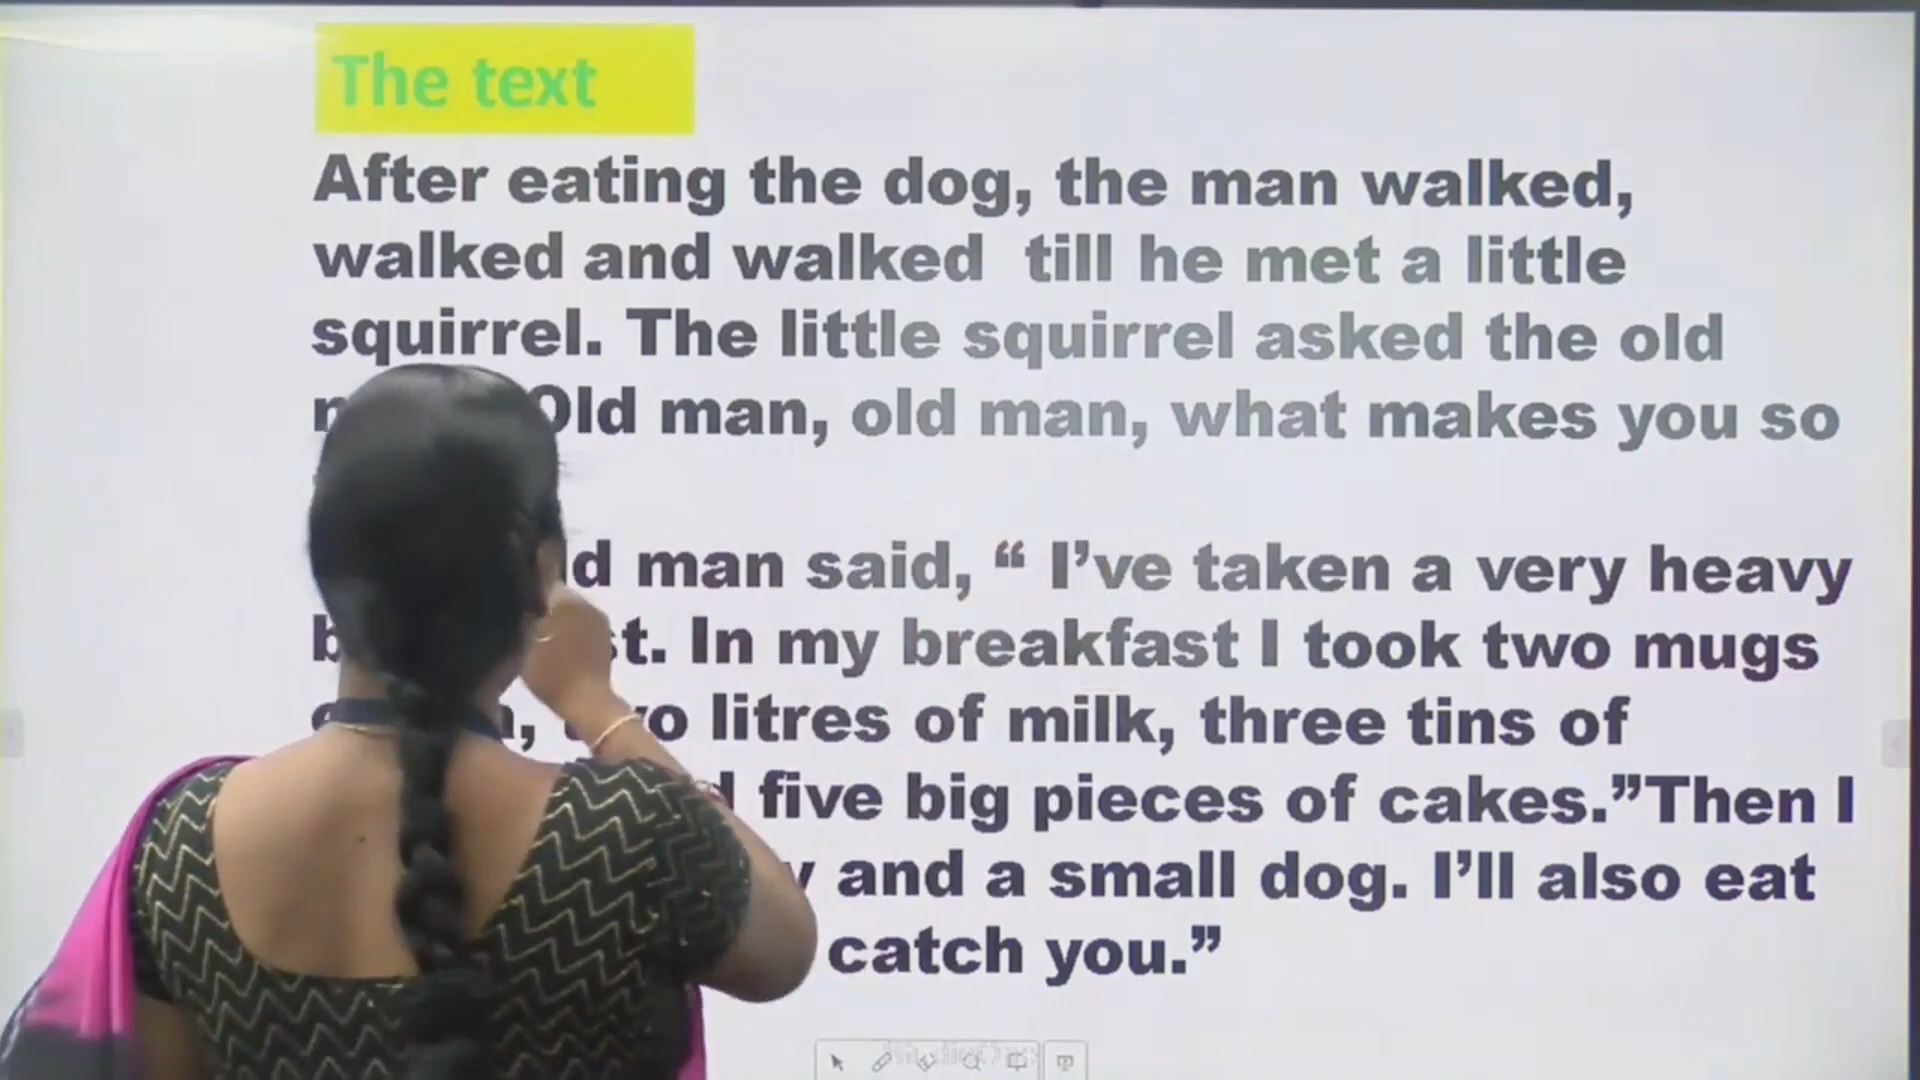 The text
After eating the dog, the man walked,
walked and walked till he met a little
squirrel. The little squirrel asked the old
Old man, old man, what makes you so
man said, “ I’ve taken a very heavy
In my breakfast I took two mugs
litres of milk, three tins of
five big pieces of cakes.”Then I
and a small dog. I’ll also eat
catch you.”